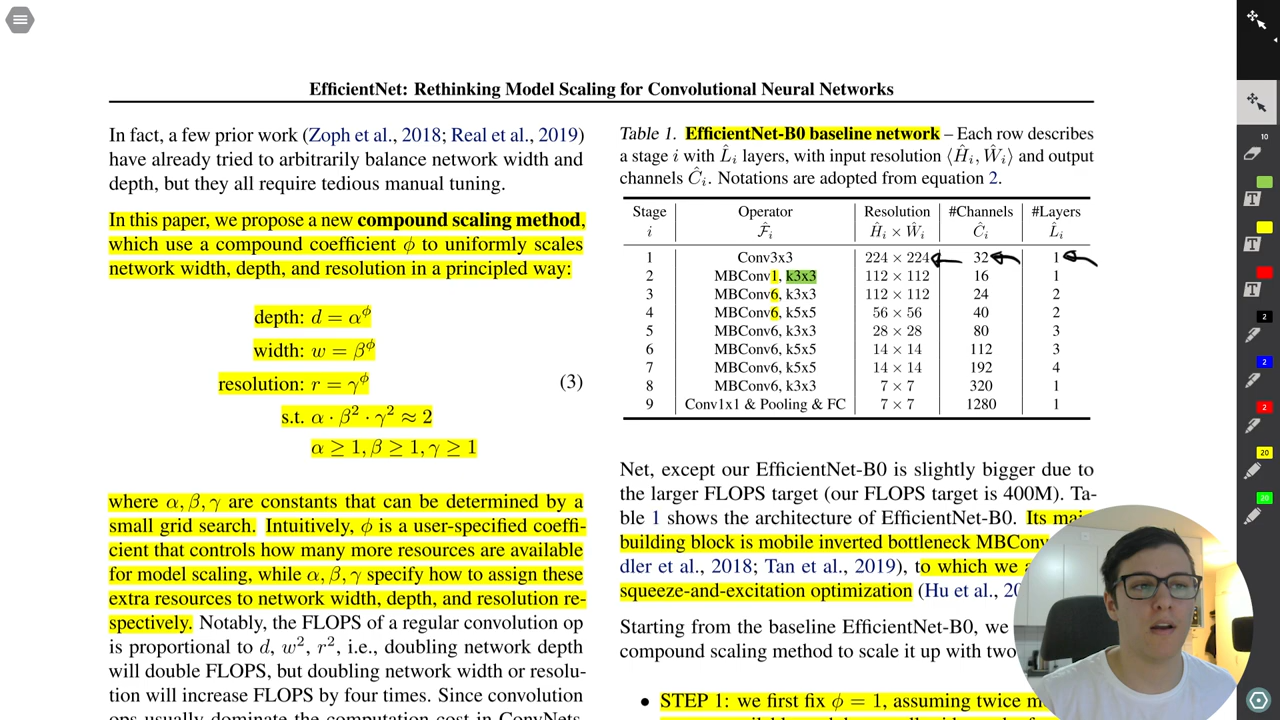 EfficientNet: Rethinking Model Scaling for Convolutional Neural Networks
In fact, a few prior work (Zoph et al., 2018; Real et al., 2019)
have already tried to arbitrarily balance network width and
depth, but they all require tedious manual tuning.
In this paper, we propose a new compound scaling method,
which use a compound coefficient ϕ to uniformly scales
network width, depth, and resolution in a principled way:
depth: d = α^ϕ
width: w = β^ϕ
resolution: r = γ^ϕ (3)
s.t. α · β² · γ² ≈ 2
α ≥ 1, β ≥ 1, γ ≥ 1
where α, β, γ are constants that can be determined by a
small grid search. Intuitively, ϕ is a user-specified coeffi-
cient that controls how many more resources are available
for model scaling, while α, β, γ specify how to assign these
extra resources to network width, depth, and resolution re-
spectively. Notably, the FLOPS of a regular convolution op
is proportional to d, w², r², i.e., doubling network depth
will double FLOPS, but doubling network width or resolu-
tion will increase FLOPS by four times. Since convolution
ops usually dominate the computation cost in ConvNets,
Table 1. EfficientNet-B0 baseline network – Each row describes
a stage i with L̂i layers, with input resolution ⟨Ĥi, Ŵi⟩ and output
channels Ĉi. Notations are adopted from equation 2.
Stage Operator Resolution #Channels #Layers
i F̂i Ĥi × Ŵi Ĉi L̂i
1 Conv3x3 224 × 224 32 1
2 MBConv1, k3x3 112 × 112 16 1
3 MBConv6, k3x3 112 × 112 24 2
4 MBConv6, k5x5 56 × 56 40 2
5 MBConv6, k3x3 28 × 28 80 3
6 MBConv6, k5x5 14 × 14 112 3
7 MBConv6, k5x5 14 × 14 192 4
8 MBConv6, k3x3 7 × 7 320 1
9 Conv1x1 & Pooling & FC 7 × 7 1280 1
Net, except our EfficientNet-B0 is slightly bigger due to
the larger FLOPS target (our FLOPS target is 400M). Ta-
ble 1 shows the architecture of EfficientNet-B0. Its main
building block is mobile inverted bottleneck MBConv
dler et al., 2018; Tan et al., 2019), to which we
squeeze-and-excitation optimization (Hu et al., 20
Starting from the baseline EfficientNet-B0, we
compound scaling method to scale it up with two
• STEP 1: we first fix ϕ = 1, assuming twice
10
T
T
T
2
2
2
20
30